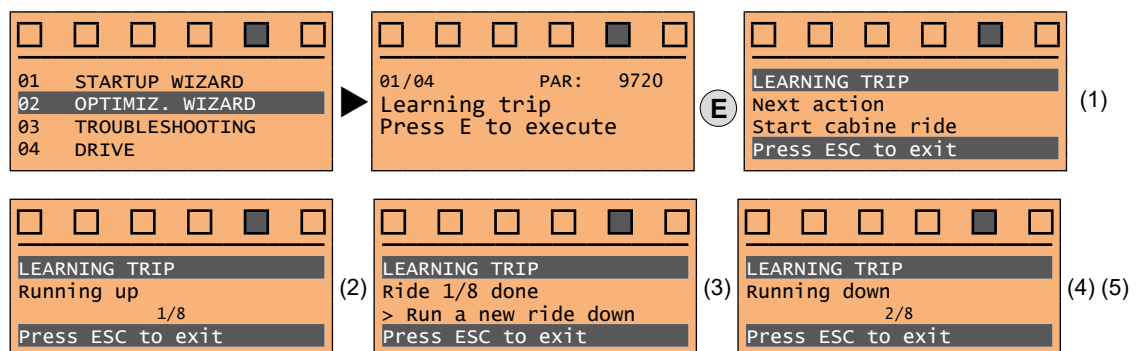 01 STARTUP WIZARD
02 OPTIMIZ. WIZARD
03 TROUBLESHOOTING
04 DRIVE
01/04 PAR: 9720
Learning trip
Press E to execute
E
LEARNING TRIP
Next action
Start cabine ride
Press ESC to exit
(1)
LEARNING TRIP
Running up
1/8
Press ESC to exit
(2)
LEARNING TRIP
Ride 1/8 done
> Run a new ride down
Press ESC to exit
(3)
LEARNING TRIP
Running down
2/8
Press ESC to exit
(4) (5)